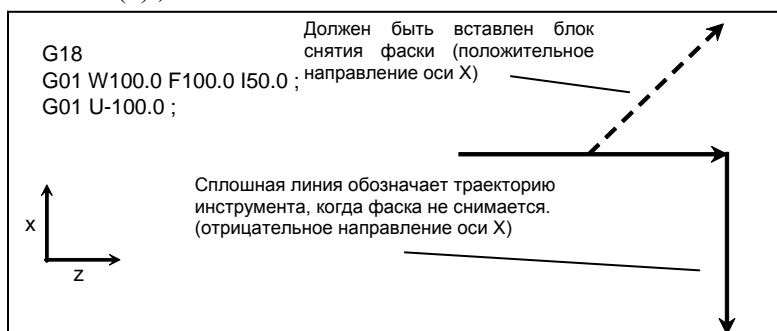 G18
G01 W100.0 F100.0 I50.0 ;
G01 U-100.0 ;
Должен быть вставлен блок
снятия фаски (положительное
направление оси X)
Сплошная линия обозначает траекторию
инструмента, когда фаска не снимается.
(отрицательное направление оси X)
x
z